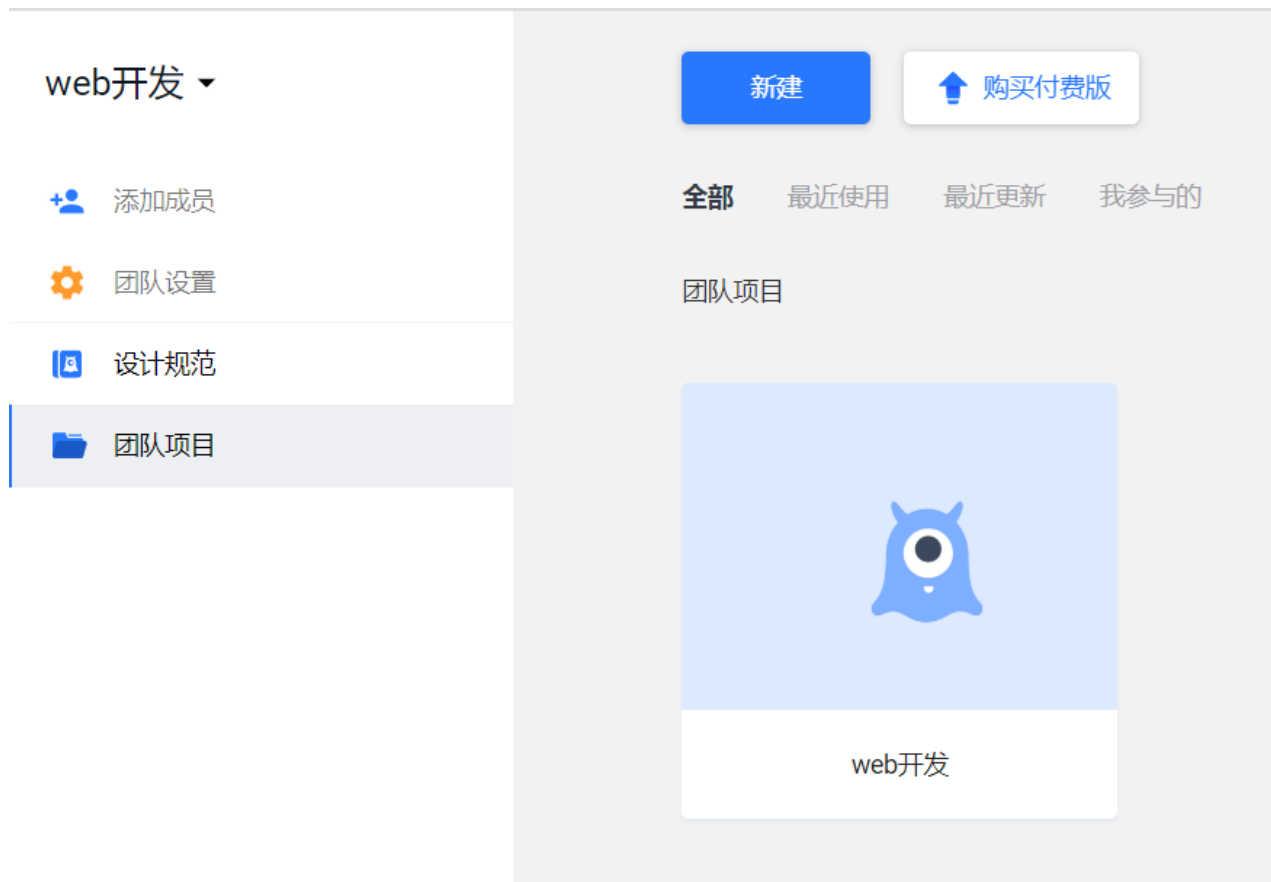 web开发
添加成员
团队设置
设计规范
团队项目
新建
购买付费版
全部 最近使用 最近更新 我参与的
团队项目
web开发